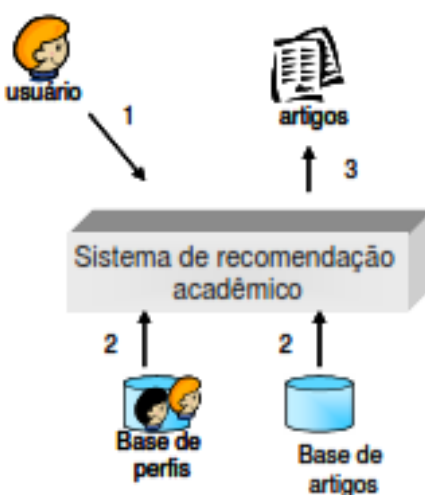 usuário
artigos
1
3
Sistema de recomendação
acadêmico
2
2
Base de
perfis
Base de
artigos